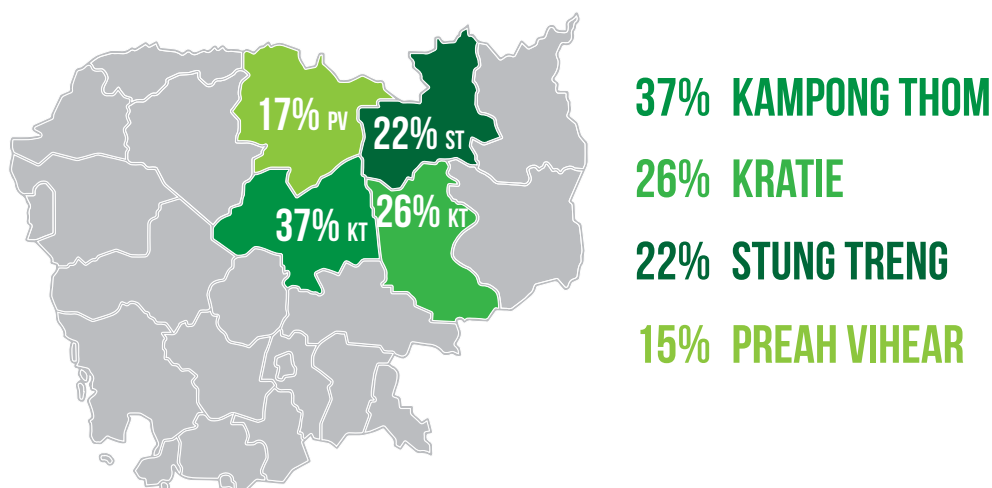 17% PV
22% ST
37% KT
26% KT
37% KAMPONG THOM
26% KRATIE
22% STUNG TRENG
15% PREAH VIHEAR